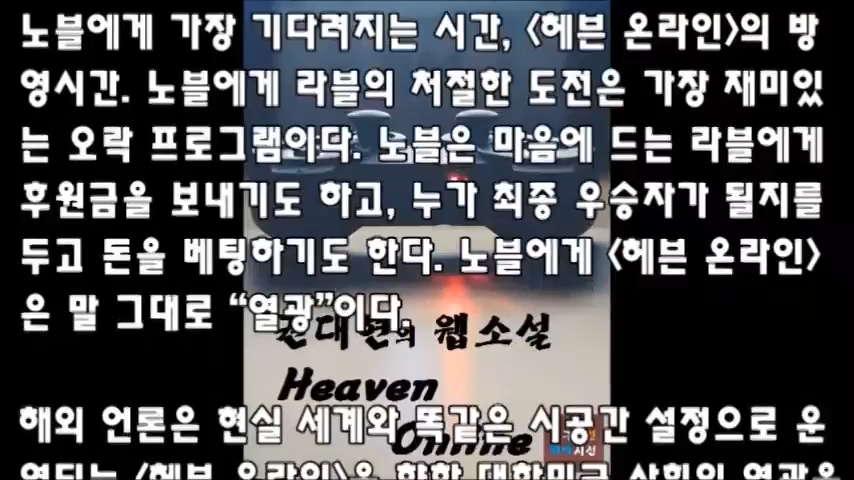 노블에게 가장 기다려지는 시간, <헤븐 온라인>의 방
영시간. 노블에게 라블의 처절한 도전은 가장 재미있
는 오락 프로그램이다. 노블은 마음에 드는 라블에게
후원금을 보내기도 하고, 누가 최종 우승자가 될지를
두고 돈을 베팅하기도 한다. 노블에게 <헤븐 온라인>
은 말 그대로 “열광”이다.
웹소설
Heaven
Online
해외 언론은 현실 세계와 똑같은 시공간 설정으로 운